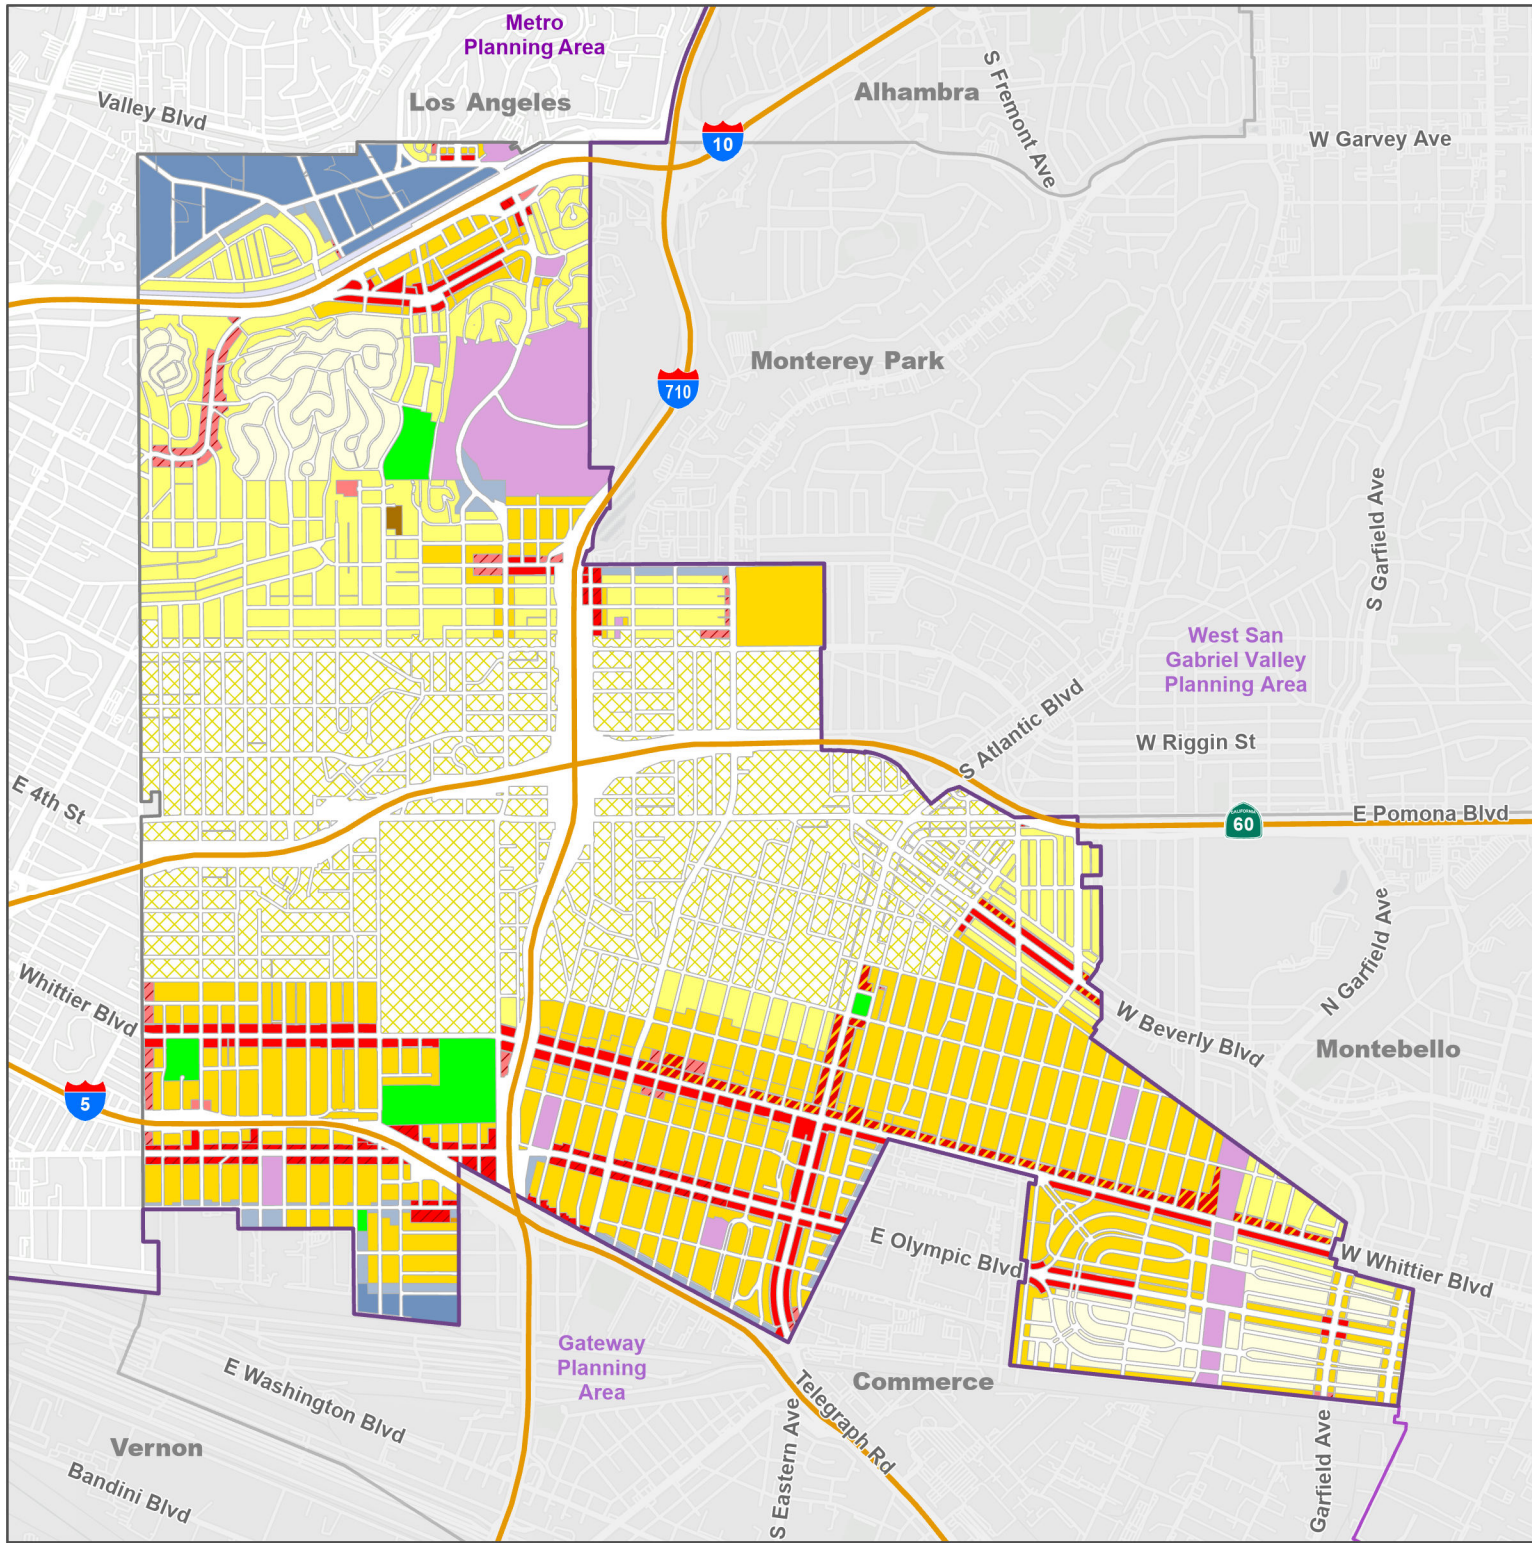 Metro
Planning Area
Los Angeles
Alhambra
S Fremont Ave
Valley Blvd
10
W Garvey Ave
Monterey Park
710
S Garfield Ave
West San
Gabriel Valley
Planning Area
S Atlantic Blvd
W Riggin St
E 4th St
CALIFORNIA
60
E Pomona Blvd
N Garfield Ave
Whittier Blvd
W Beverly Blvd
Montebello
5
E Olympic Blvd
W Whittier Blvd
Gateway
Planning
Area
Commerce
E Washington Blvd
Telegraph Rd
S Eastern Ave
Garfield Ave
Vernon
Bandini Blvd